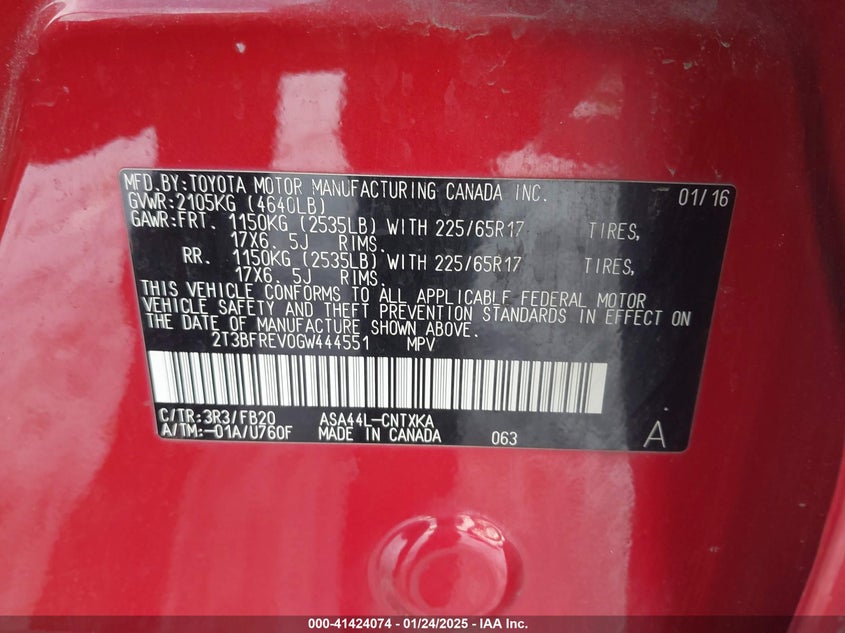 MFD.BY:TOYOTA MOTOR MANUFACTURING CANADA INC. 01/16
GVWR:2105KG (4640LB)
GAWR:FRT. 1150KG (2535LB) WITH 225/65R17 TIRES,
17X6.5J RIMS.
RR. 1150KG (2535LB) WITH 225/65R17 TIRES,
17X6.5J RIMS.
THIS VEHICLE CONFORMS TO ALL APPLICABLE FEDERAL MOTOR
VEHICLE SAFETY AND THEFT PREVENTION STANDARDS IN EFFECT ON
THE DATE OF MANUFACTURE SHOWN ABOVE.
2T3BFREV0GW444551 MPV
C/TR:3R3/FB20 ASA44L-CNTXKA
A/TM:-01A/U760F MADE IN CANADA 063 A
000-41424074 - 01/24/2025 - IAA Inc.